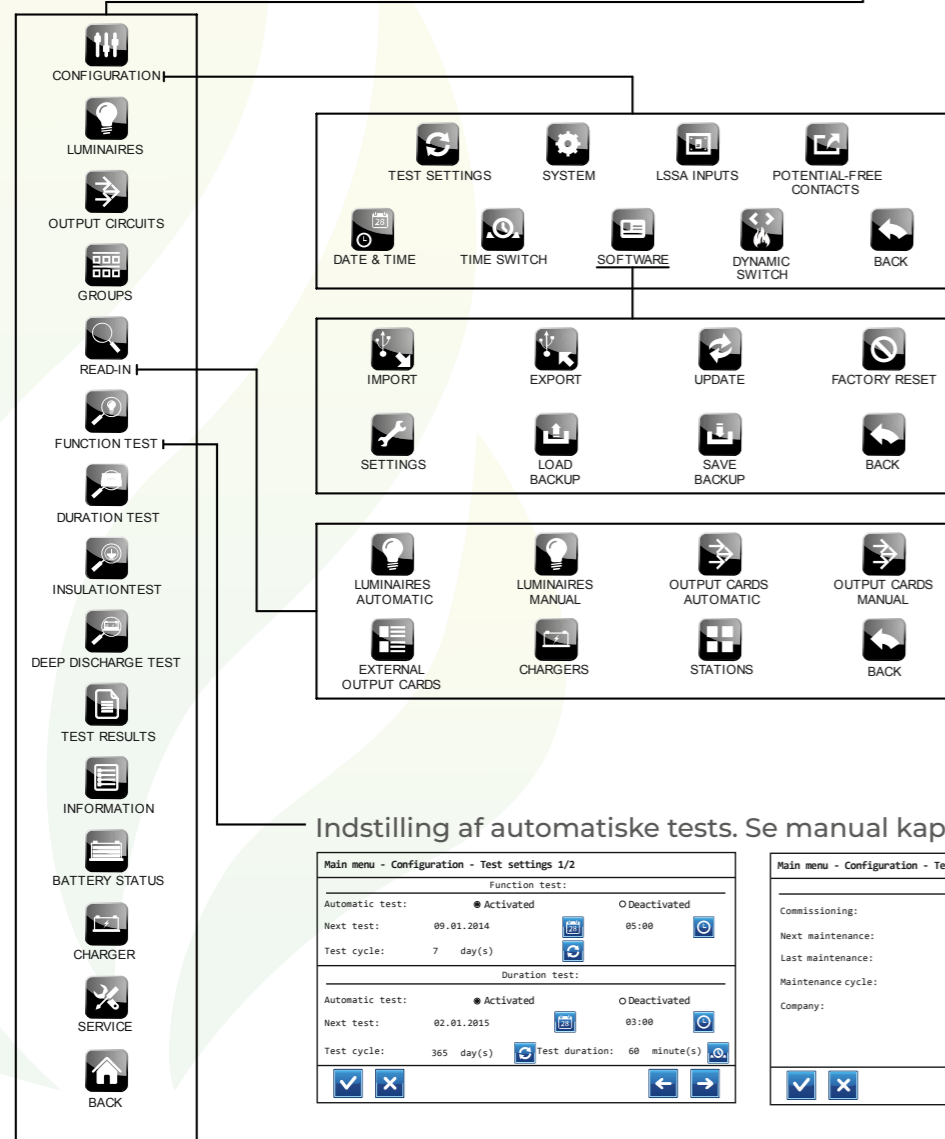 CONFIGURATION
LUMINAIRES
OUTPUT CIRCUITS
GROUPS
READ-IN
FUNCTION TEST
DURATION TEST
INSULATIONTEST
DEEP DISCHARGE TEST
TEST RESULTS
INFORMATION
BATTERY STATUS
CHARGER
SERVICE
BACK
TEST SETTINGS
SYSTEM
LSSA INPUTS
POTENTIAL-FREE
CONTACTS
28
DATE & TIME
TIME SWITCH
SOFTWARE
DYNAMIC
SWITCH
BACK
IMPORT
EXPORT
UPDATE
FACTORY RESET
SETTINGS
LOAD
BACKUP
SAVE
BACKUP
BACK
LUMINAIRES
AUTOMATIC
LUMINAIRES
MANUAL
OUTPUT CARDS
AUTOMATIC
OUTPUT CARDS
MANUAL
EXTERNAL
OUTPUT CARDS
CHARGERS
STATIONS
BACK
Indstilling af automatiske tests. Se manual kap
Main menu - Configuration - Test settings 1/2
Function test:
Automatic test: Activated Deactivated
Next test: 09.01.2014 28 05:00
Test cycle: 7 day(s)
Duration test:
Automatic test: Activated Deactivated
Next test: 02.01.2015 28 03:00
Test cycle: 365 day(s) Test duration: 60 minute(s)
Main menu - Configuration - Te
Commissioning:
Next maintenance:
Last maintenance:
Maintenance cycle:
Company: